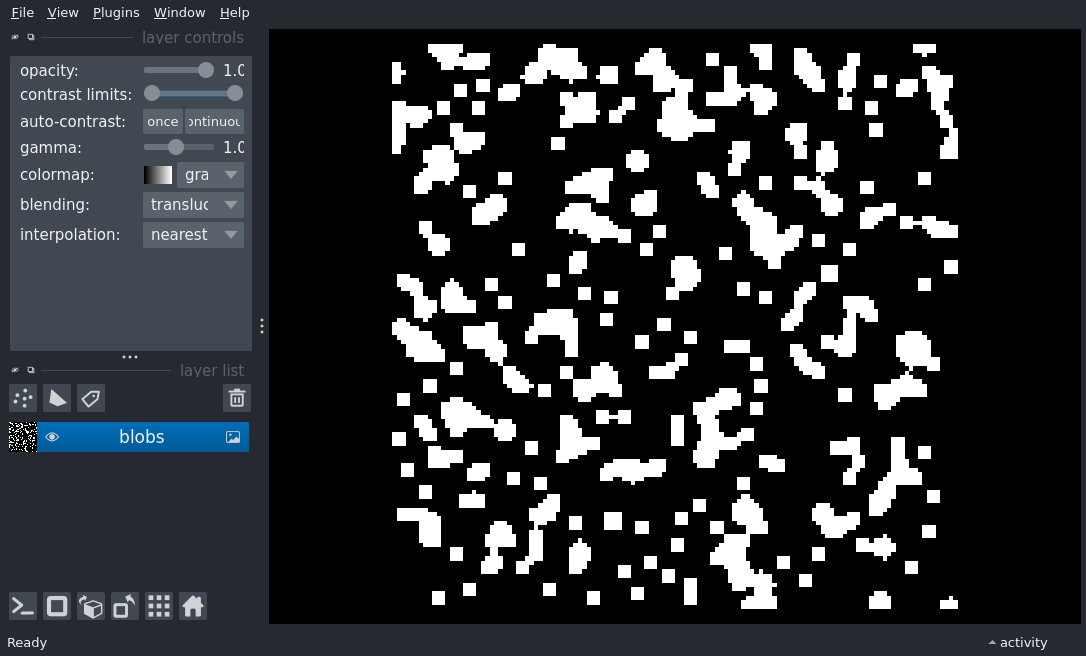 File View Plugins Window Help
layer controls
opacity: 1.0
contrast limits:
auto-contrast: once ontinuou
gamma: 1.0
colormap: gra
blending: transluc
interpolation: nearest
layer list
blobs
Ready
activity